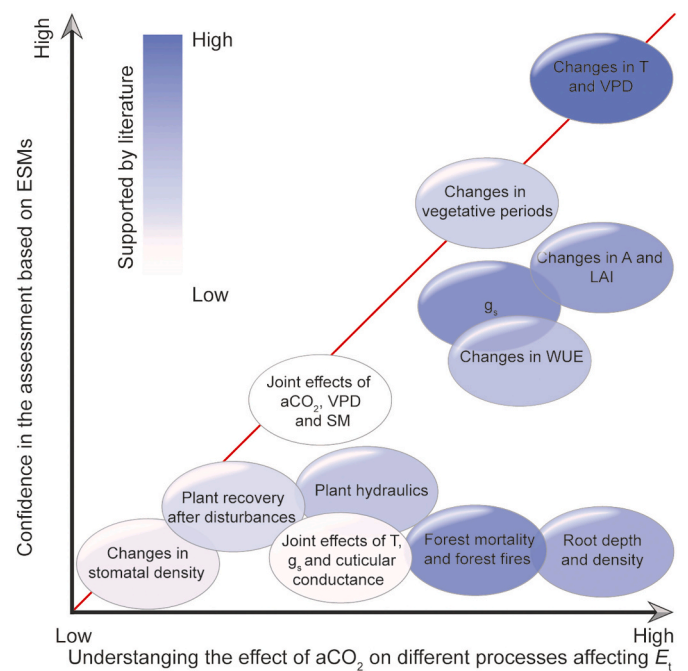 High
Confidence in the assessment based on ESMs
High
Supported by literature
Low
Changes in T
and VPD
Changes in
vegetative periods
Changes in A and
LAI
gₛ
Changes in WUE
Joint effects of
aCO₂, VPD
and SM
Plant hydraulics
Plant recovery
after disturbances
Changes in
stomatal density
Joint effects of T,
gₛ and cuticular
conductance
Forest mortality
and forest fires
Root depth
and density
Low
High
Understanging the effect of aCO₂ on different processes affecting Eₜ